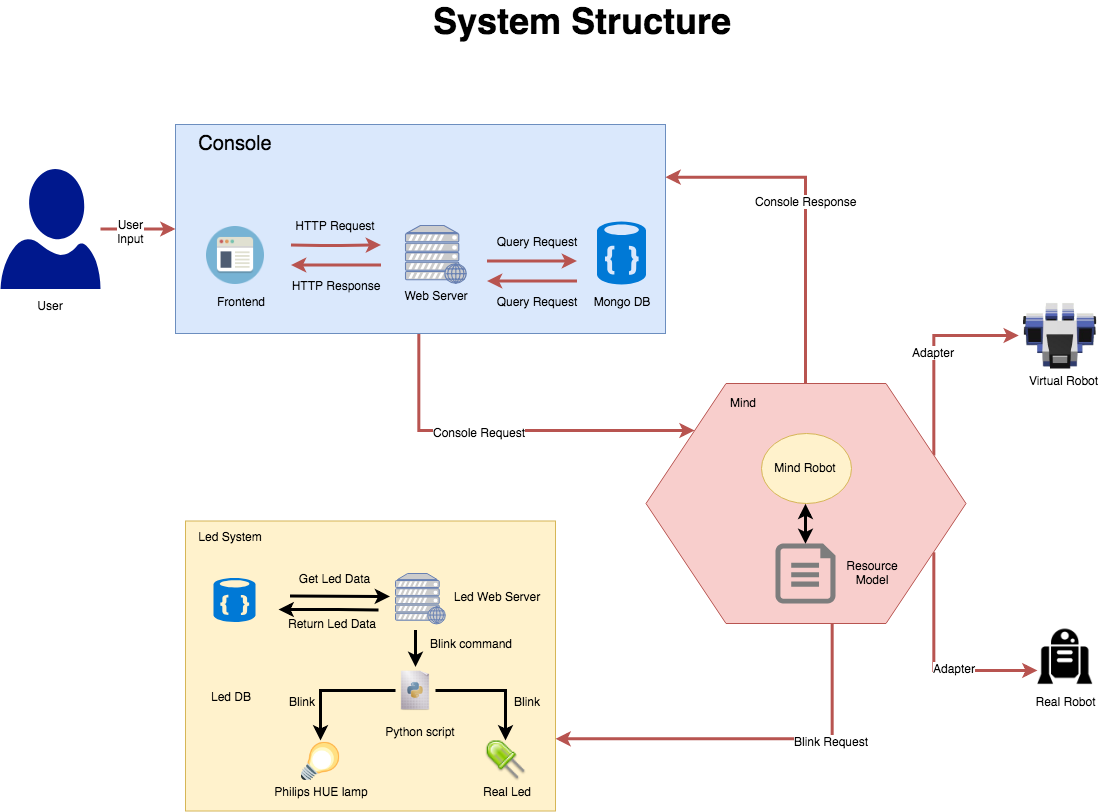 System Structure
Console
User
Input
HTTP Request
HTTP Response
Query Request
Query Request
Frontend
Web Server
Mongo DB
User
Console Response
Console Request
Adapter
Virtual Robot
Mind
Mind Robot
Resource
Model
Adapter
Real Robot
Blink Request
Led System
Get Led Data
Return Led Data
Led Web Server
Blink command
Led DB
Blink
Blink
Python script
Philips HUE lamp
Real Led